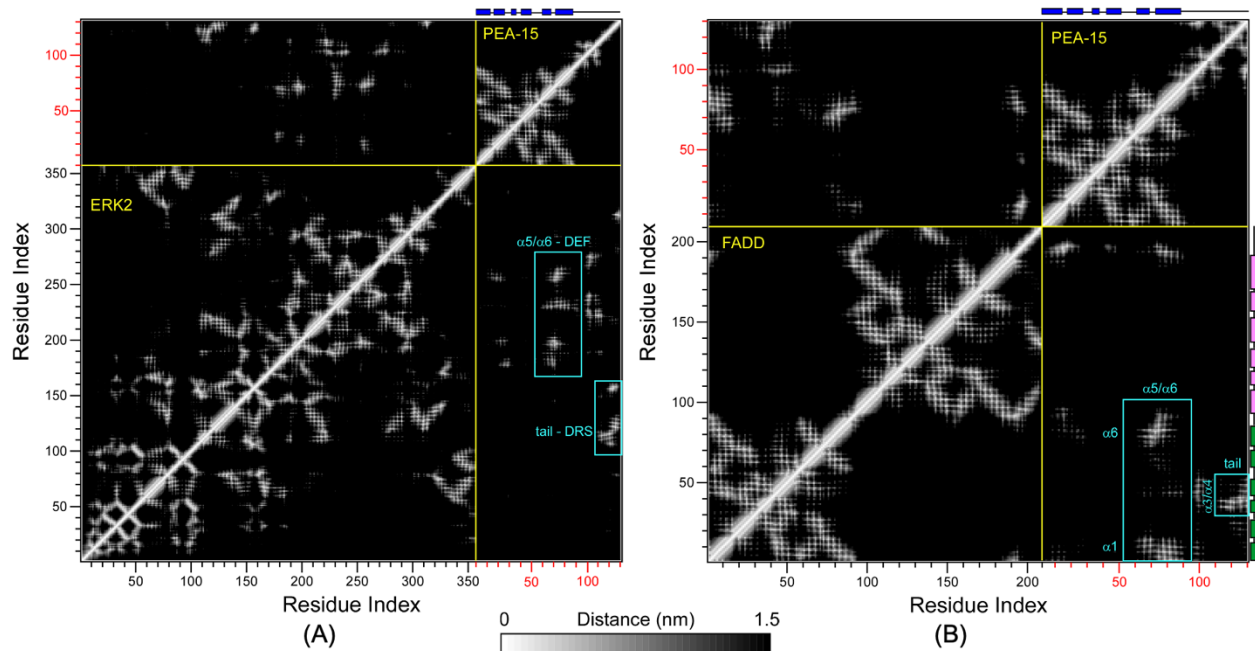 PEA-15
PEA-15
100
50
350
300
250
200
150
100
50
ERK2
α5/α6 - DEF
tail - DRS
50
100
150
200
250
300
350
50
100
Residue Index
Residue Index
(A)
100
50
200
150
100
50
FADD
α5/α6
α6
tail
α3/α4
α1
50
100
150
200
50
100
Residue Index
Residue Index
(B)
Distance (nm)
0
1.5